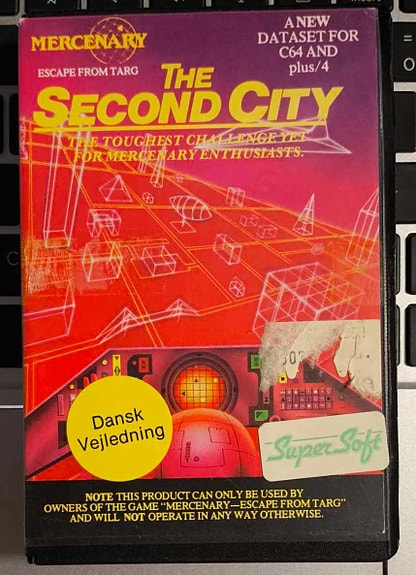 MERCENARY
ESCAPE FROM TARG
A NEW
DATASET FOR
C64 AND
plus/4
THE
SECOND CITY
THE TOUGHEST CHALLENGE YET
FOR MERCENARY ENTHUSIASTS.
Dansk
Vejledning
Super Soft
NOTE THIS PRODUCT CAN ONLY BE USED BY
OWNERS OF THE GAME "MERCENARY—ESCAPE FROM TARG"
AND WILL NOT OPERATE IN ANY WAY OTHERWISE.